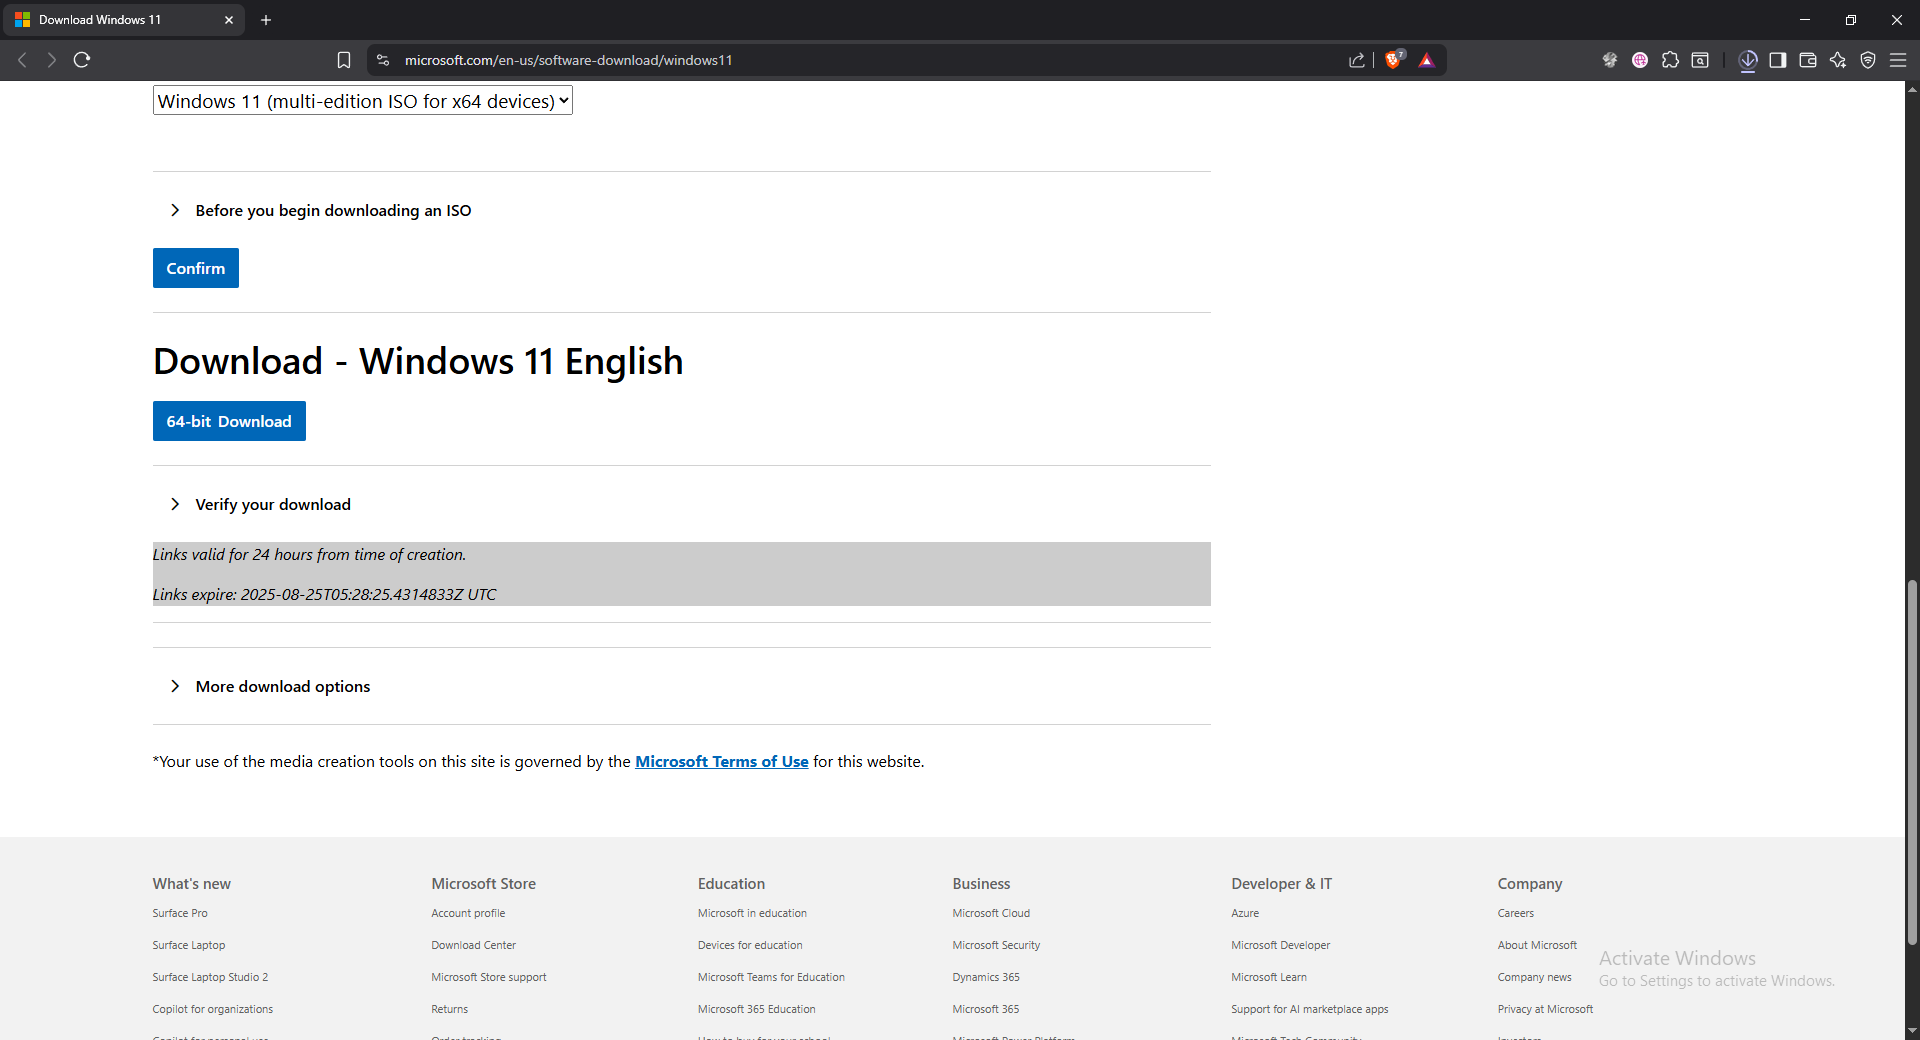 Download Windows 11
microsoft.com/en-us/software-download/windows11
7
Windows 11 (multi-edition ISO for x64 devices)
Before you begin downloading an ISO
Confirm
Download - Windows 11 English
64-bit Download
Verify your download
Links valid for 24 hours from time of creation.
Links expire: 2025-08-25T05:28:25.4314833Z UTC
More download options
*Your use of the media creation tools on this site is governed by the Microsoft Terms of Use for this website.
What's new
Surface Pro
Surface Laptop
Surface Laptop Studio 2
Copilot for organizations
Microsoft Store
Account profile
Download Center
Microsoft Store support
Returns
Education
Microsoft in education
Devices for education
Microsoft Teams for Education
Microsoft 365 Education
Business
Microsoft Cloud
Microsoft Security
Dynamics 365
Microsoft 365
Developer & IT
Azure
Microsoft Developer
Microsoft Learn
Support for AI marketplace apps
Company
Careers
About Microsoft
Company news
Privacy at Microsoft
Activate Windows
Go to Settings to activate Windows.